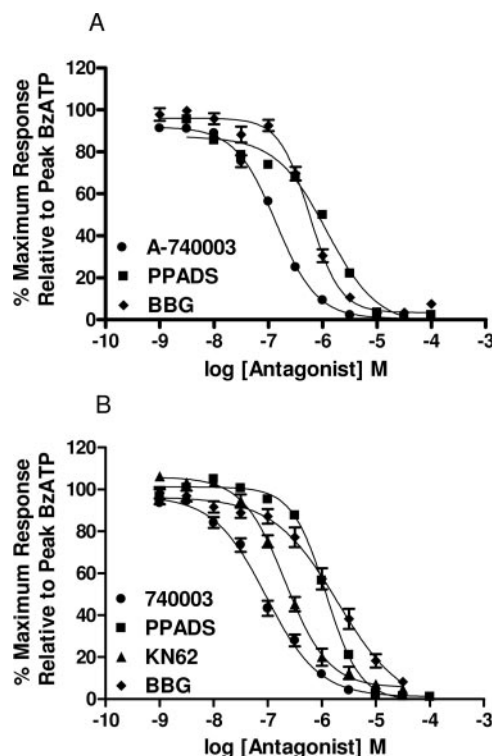 A
% Maximum Response
Relative to Peak BzATP
120
100
80
60
40
20
0
A-740003
PPADS
BBG
-10 -9 -8 -7 -6 -5 -4 -3
log [Antagonist] M
B
% Maximum Response
Relative to Peak BzATP
120
100
80
60
40
20
0
740003
PPADS
KN62
BBG
-10 -9 -8 -7 -6 -5 -4 -3
log [Antagonist] M